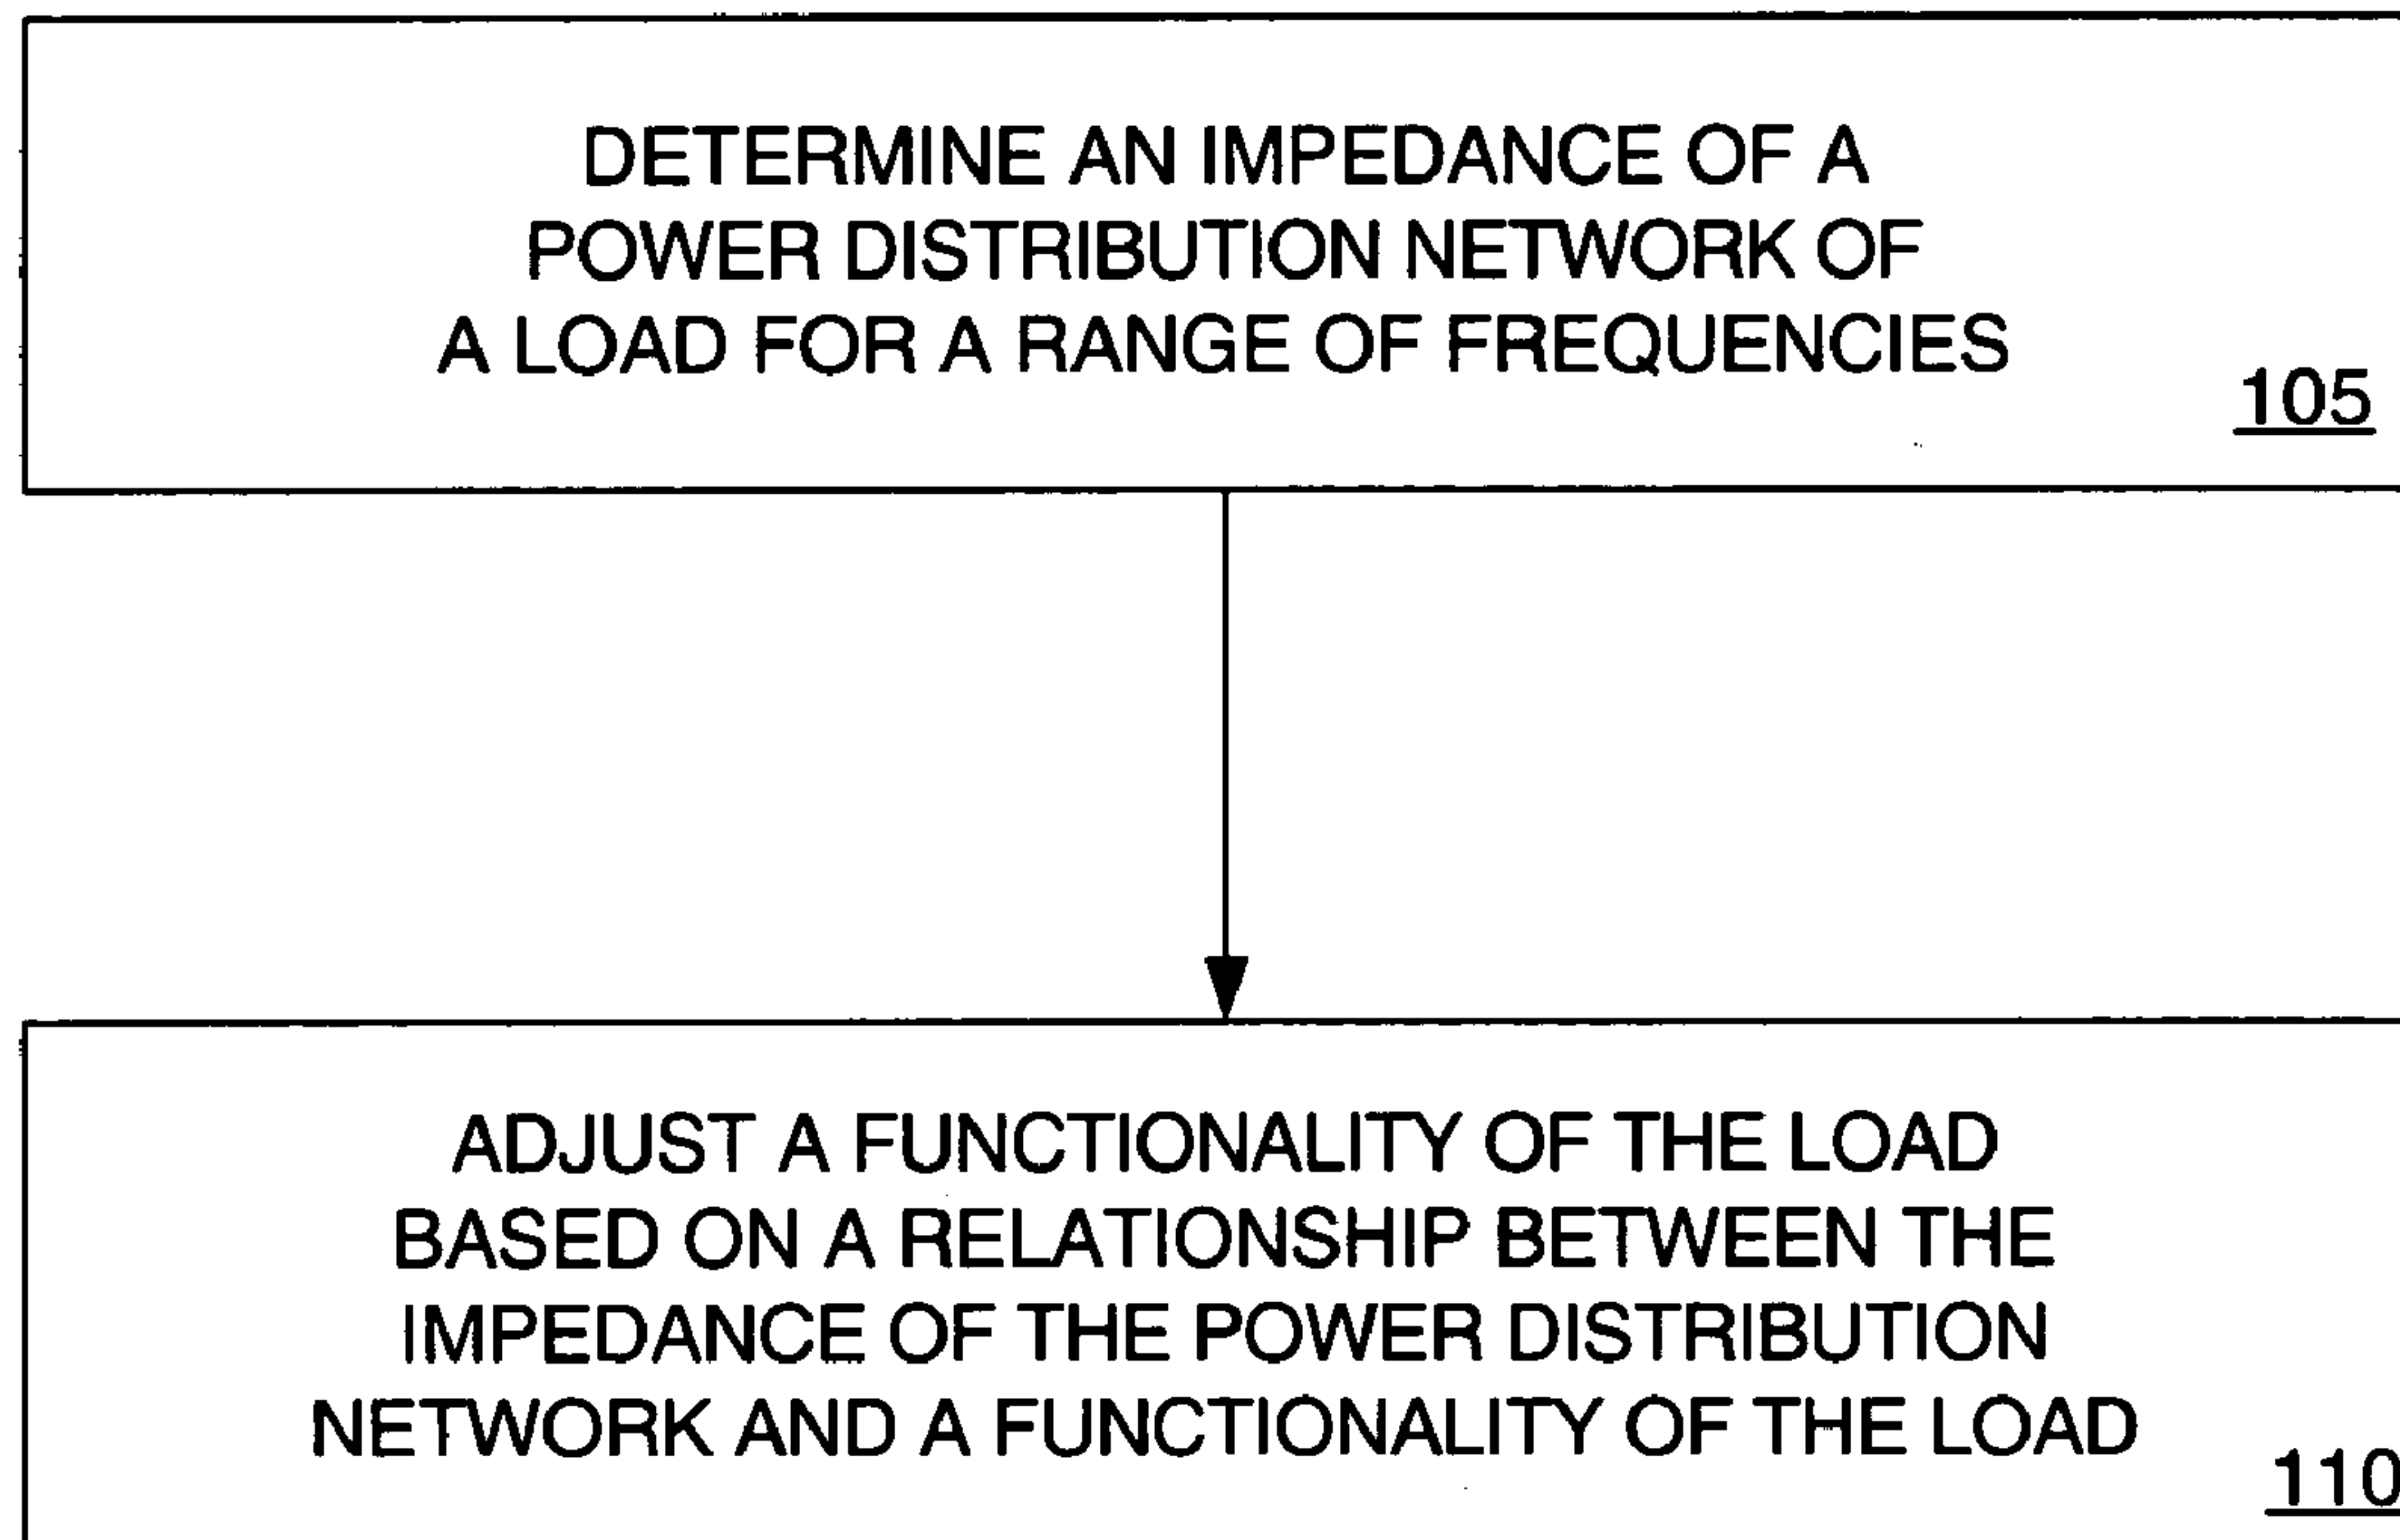 DETERMINE AN IMPEDANCE OF A
POWER DISTRIBUTION NETWORK OF
A LOAD FOR A RANGE OF FREQUENCIES
105
ADJUST A FUNCTIONALITY OF THE LOAD
BASED ON A RELATIONSHIP BETWEEN THE
IMPEDANCE OF THE POWER DISTRIBUTION
NETWORK AND A FUNCTIONALITY OF THE LOAD
110